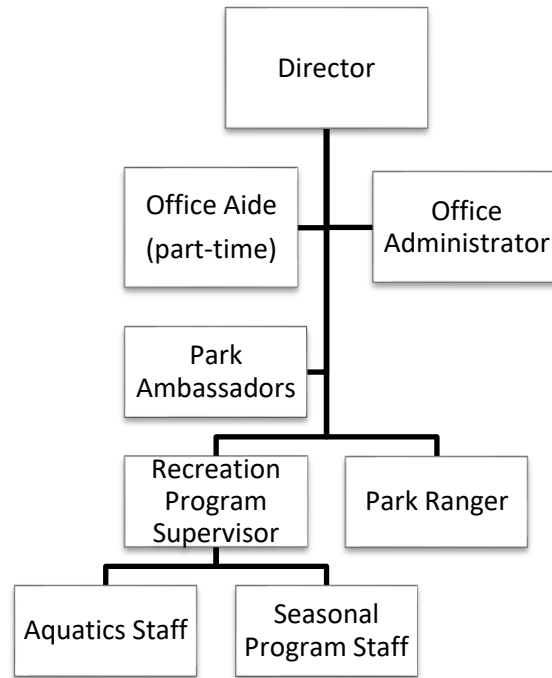 Director
Office Aide
(part-time)
Office
Administrator
Park
Ambassadors
Recreation
Program
Supervisor
Park Ranger
Aquatics Staff
Seasonal
Program Staff